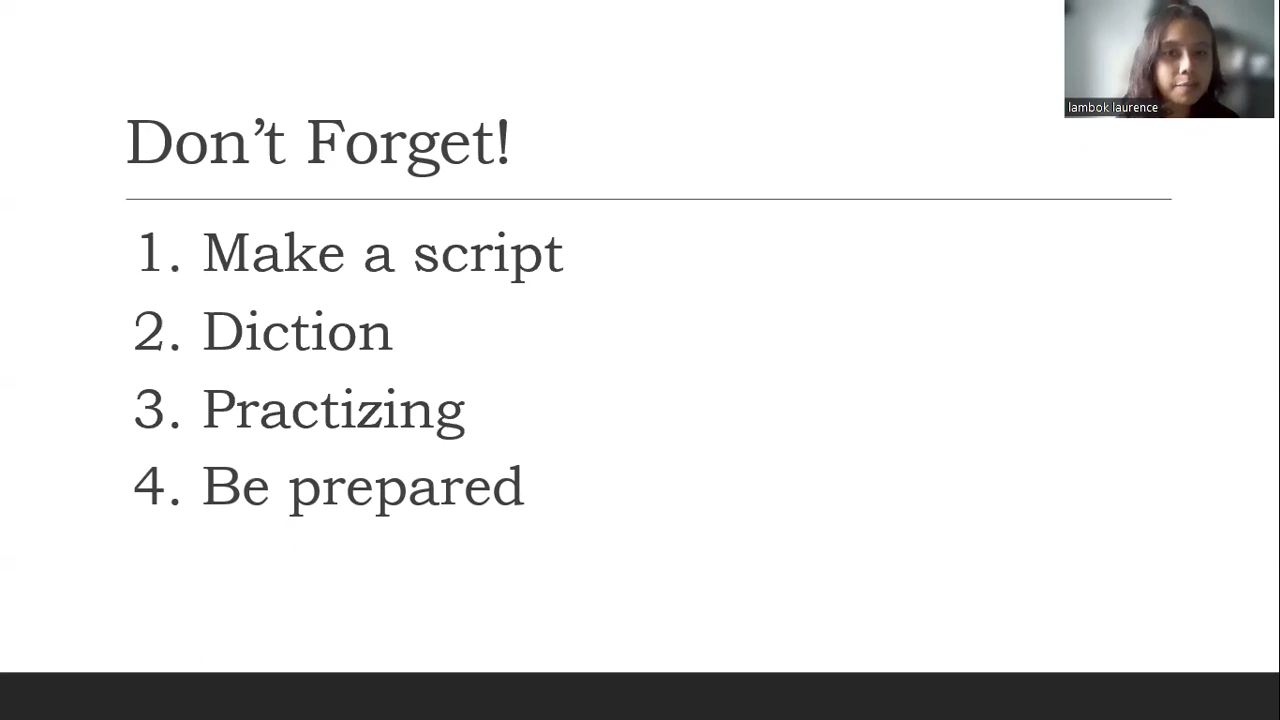 lambok laurence
Don't Forget!
1. Make a script
2. Diction
3. Practizing
4. Be prepared